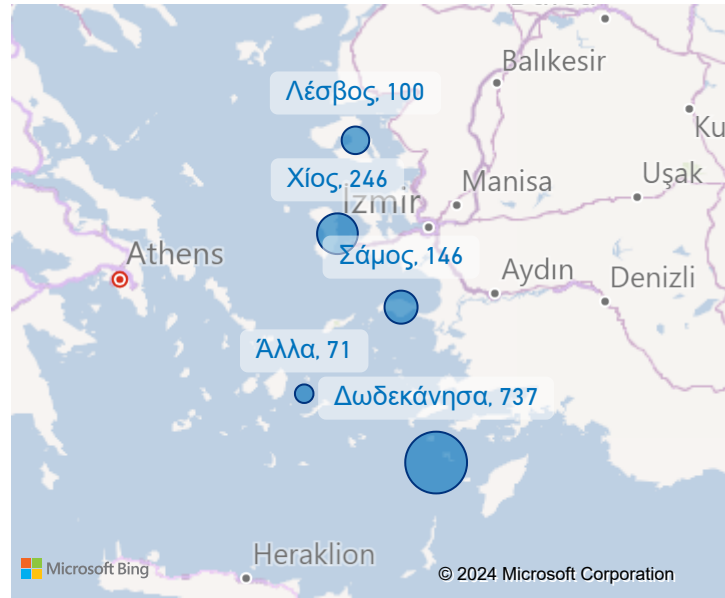 Balıkesir
Λέσβος, 100
Ku
Χίος, 246
Manisa
Uşak
İzmir
Athens
Σάμος, 146
Aydın
Denizli
Άλλα, 71
Δωδεκάνησα, 737
Heraklion
Microsoft Bing
© 2024 Microsoft Corporation